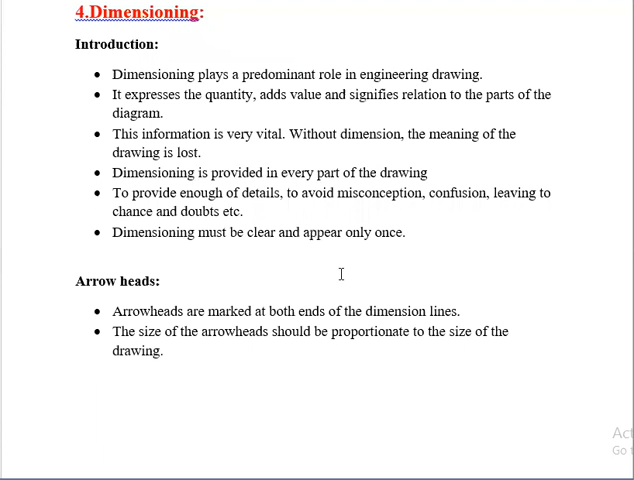 4.Dimensioning:
Introduction:
• Dimensioning plays a predominant role in engineering drawing.
• It expresses the quantity, adds value and signifies relation to the parts of the
diagram.
• This information is very vital. Without dimension, the meaning of the
drawing is lost.
• Dimensioning is provided in every part of the drawing
• To provide enough of details, to avoid misconception, confusion, leaving to
chance and doubts etc.
• Dimensioning must be clear and appear only once.
Arrow heads:
• Arrowheads are marked at both ends of the dimension lines.
• The size of the arrowheads should be proportionate to the size of the
drawing.
Act
Go t